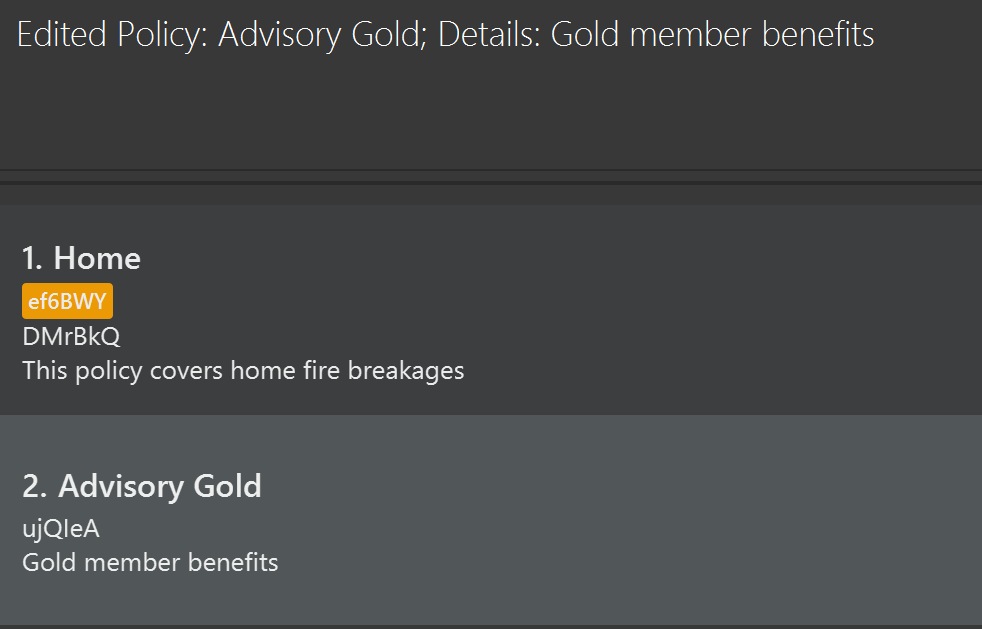 Edited Policy: Advisory Gold; Details: Gold member benefits
1. Home
ef6BWY
DMrBkQ
This policy covers home fire breakages
2. Advisory Gold
ujQIeA
Gold member benefits